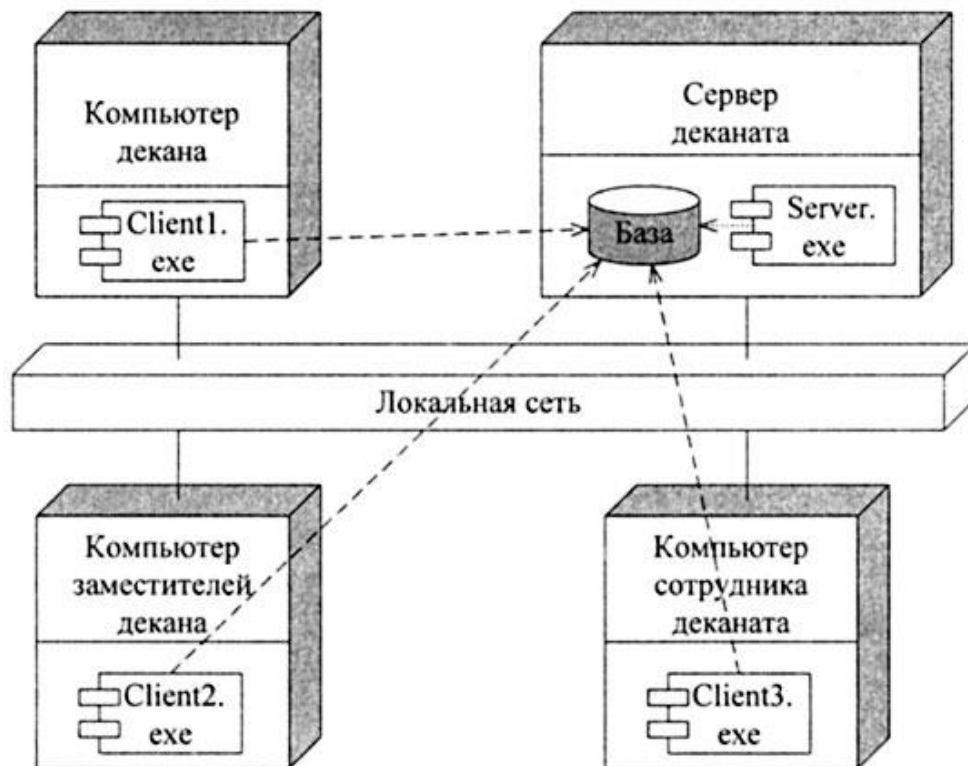 Компьютер
декана
Client1.
exe
Сервер
деканата
База
Server.
exe
Локальная сеть
Компьютер
заместителей
декана
Client2.
exe
Компьютер
сотрудника
деканата
Client3.
exe